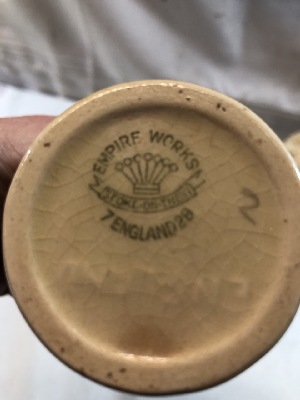 EMPIRE WORKS
STOKE-ON-TRENT
7 ENGLAND 28
2